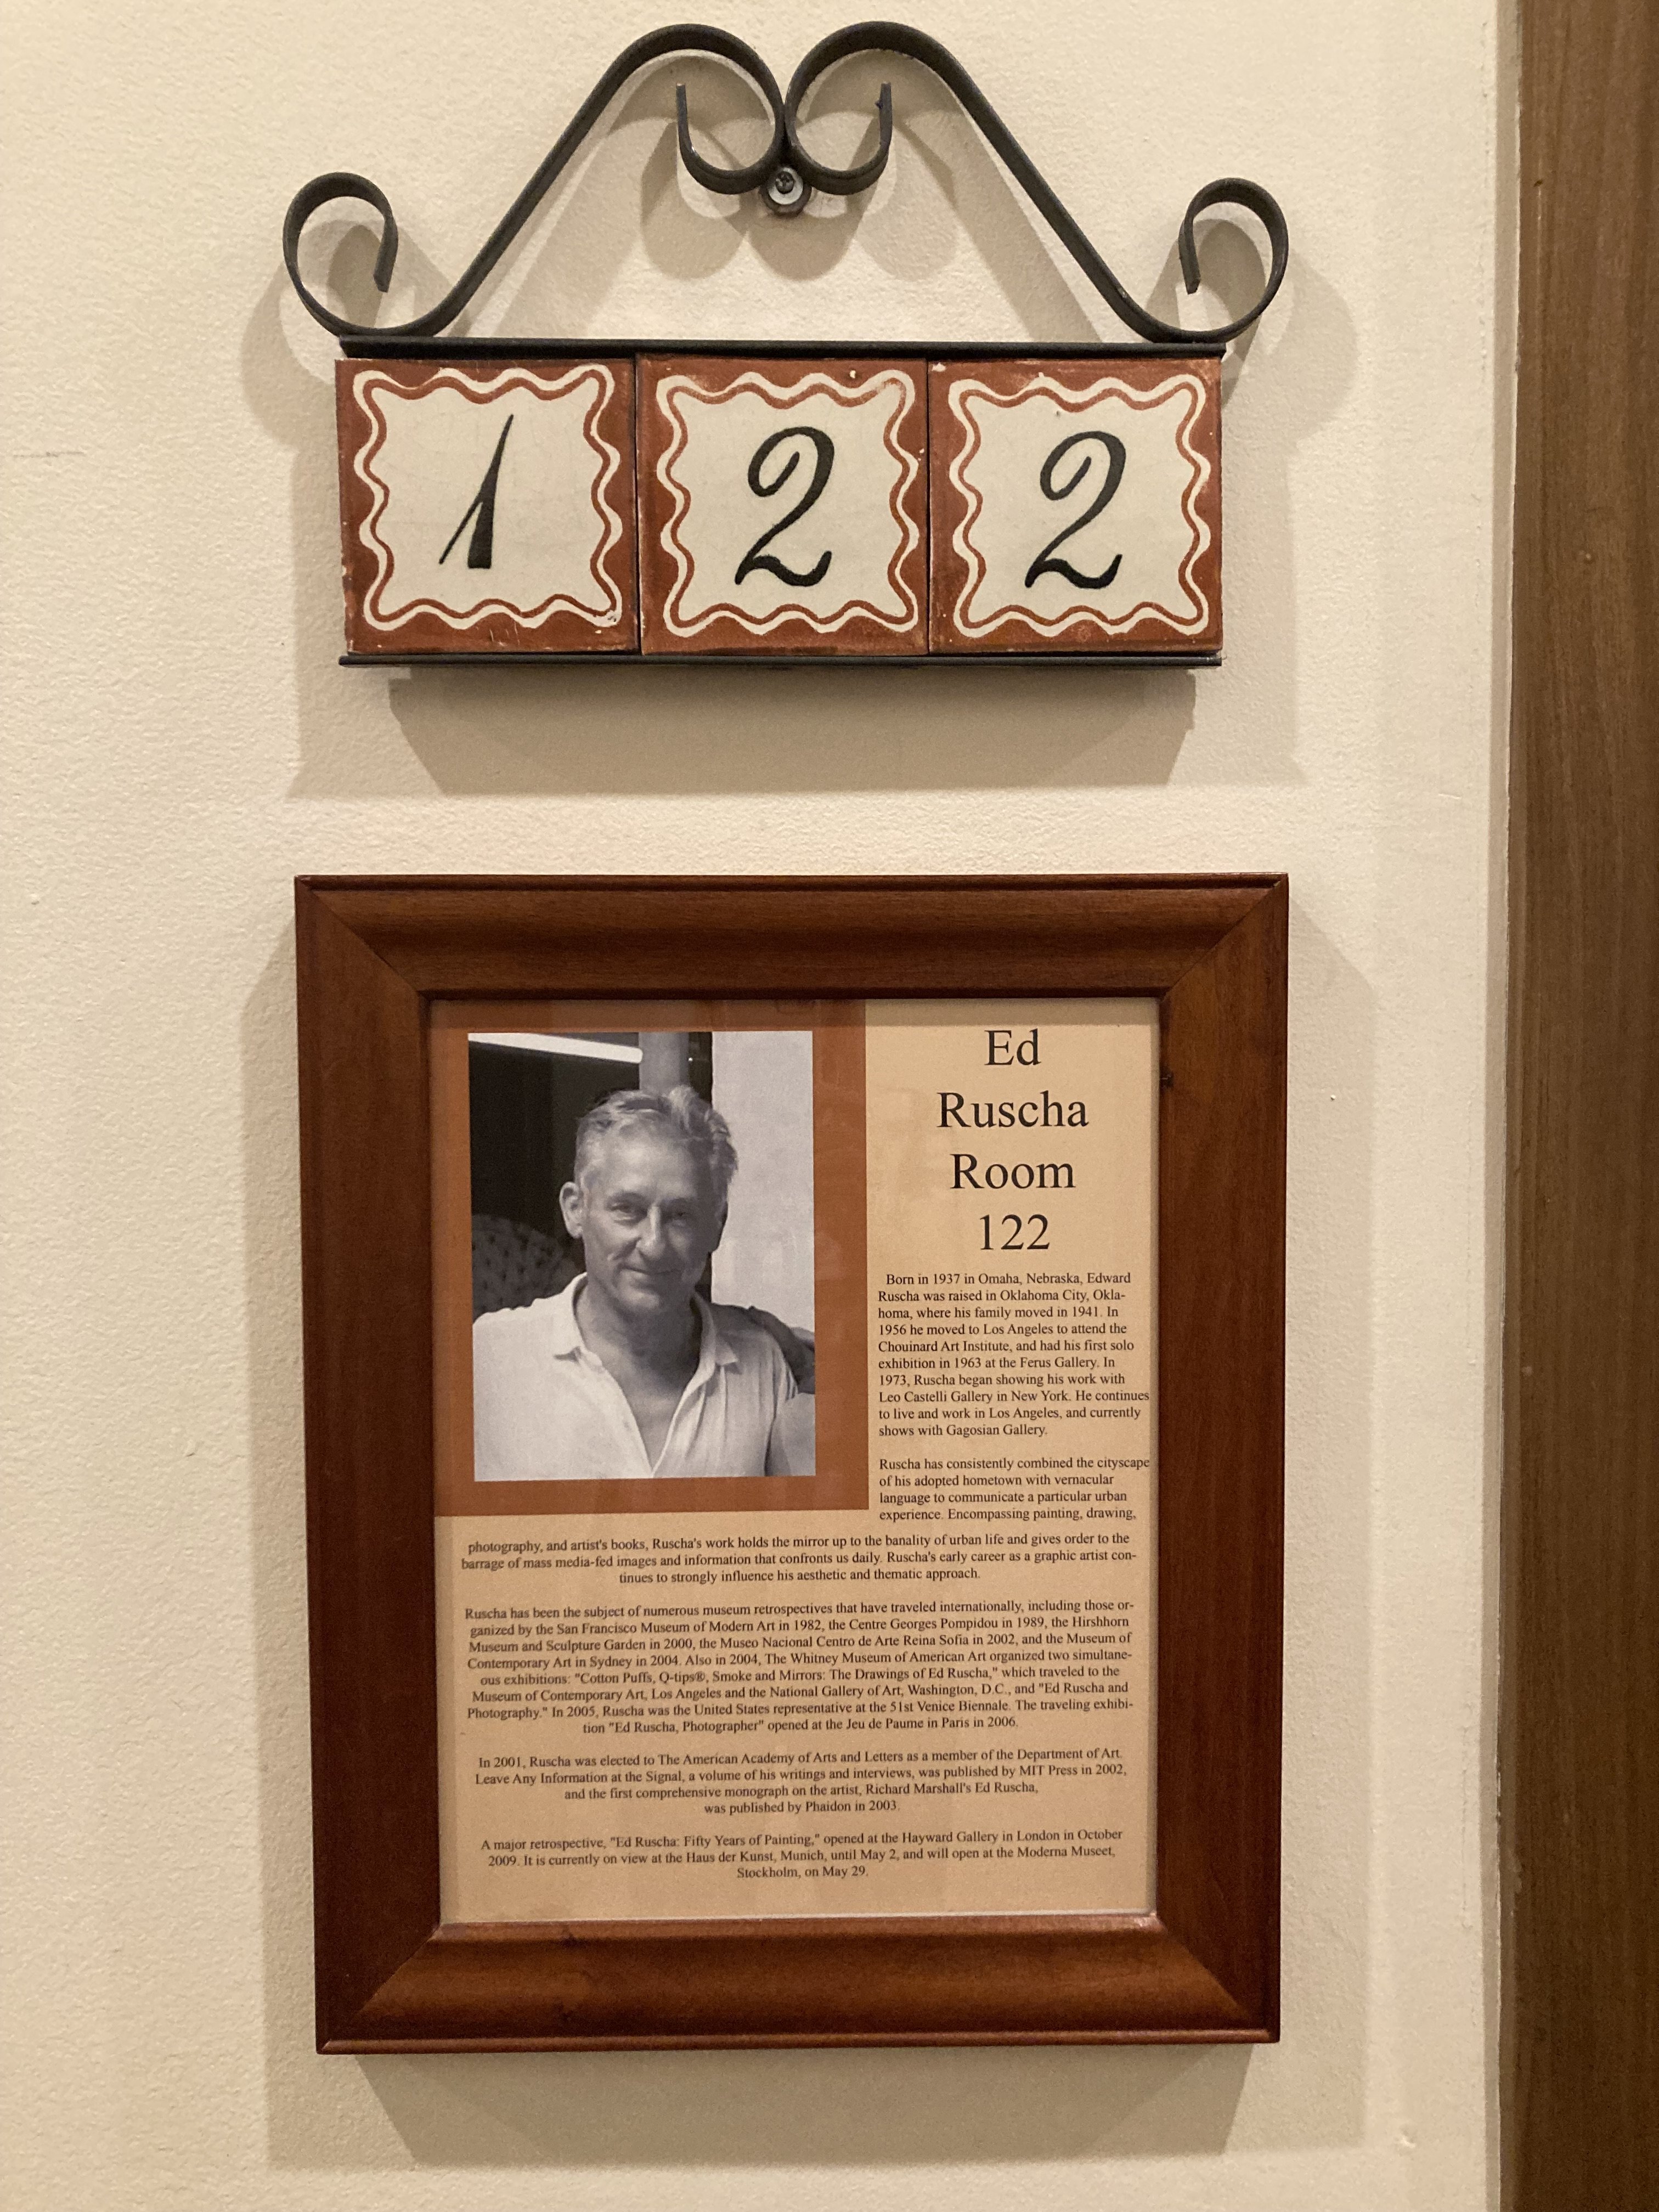 1 2 2
Ed
Ruscha
Room
122
Born in 1937 in Omaha, Nebraska, Edward
Ruscha was raised in Oklahoma City, Okla-
homa, where his family moved in 1941. In
1956 he moved to Los Angeles to attend the
Chouinard Art Institute, and had his first solo
exhibition in 1963 at the Ferus Gallery. In
1973, Ruscha began showing his work with
Leo Castelli Gallery in New York. He continues
to live and work in Los Angeles, and currently
shows with Gagosian Gallery.
Ruscha has consistently combined the cityscape
of his adopted hometown with vernacular
language to communicate a particular urban
experience. Encompassing painting, drawing,
photography, and artist's books, Ruscha's work holds the mirror up to the banality of urban life and gives order to the
barrage of mass media-fed images and information that confronts us daily. Ruscha's early career as a graphic artist con-
tinues to strongly influence his aesthetic and thematic approach.
Ruscha has been the subject of numerous museum retrospectives that have traveled internationally, including those or-
ganized by the San Francisco Museum of Modern Art in 1982, the Centre Georges Pompidou in 1989, the Hirshhorn
Museum and Sculpture Garden in 2000, the Museo Nacional Centro de Arte Reina Sofia in 2002, and the Museum of
Contemporary Art in Sydney in 2004. Also in 2004, The Whitney Museum of American Art organized two simultane-
ous exhibitions: "Cotton Puffs, Q-tips®, Smoke and Mirrors: The Drawings of Ed Ruscha," which traveled to the
Museum of Contemporary Art, Los Angeles and the National Gallery of Art, Washington, D.C., and "Ed Ruscha and
Photography." In 2005, Ruscha was the United States representative at the 51st Venice Biennale. The traveling exhibi-
tion "Ed Ruscha, Photographer" opened at the Jeu de Paume in Paris in 2006.
In 2001, Ruscha was elected to The American Academy of Arts and Letters as a member of the Department of Art.
Leave Any Information at the Signal, a volume of his writings and interviews, was published by MIT Press in 2002,
and the first comprehensive monograph on the artist, Richard Marshall's Ed Ruscha,
was published by Phaidon in 2003.
A major retrospective, "Ed Ruscha: Fifty Years of Painting," opened at the Hayward Gallery in London in October
2009. It is currently on view at the Haus der Kunst, Munich, until May 2, and will open at the Moderna Museet,
Stockholm, on May 29.